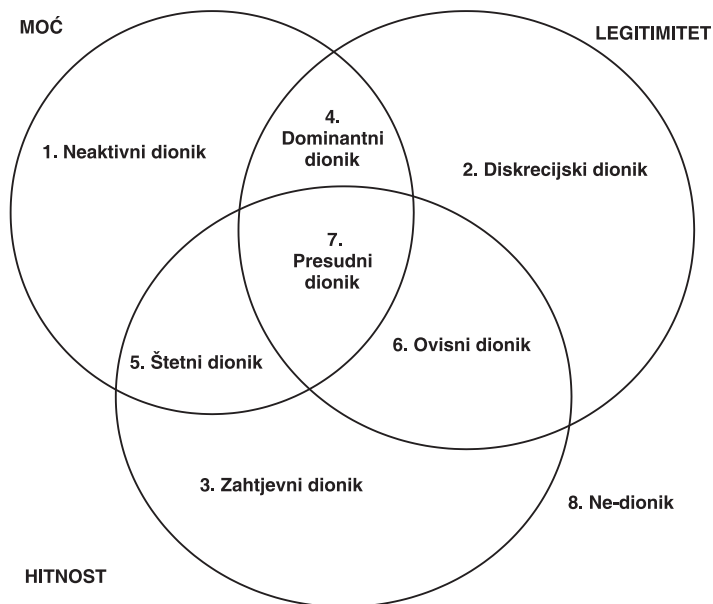 MOĆ
LEGITIMITET
4.
Dominantni
dionik
1. Neaktivni dionik
2. Diskrecijski dionik
7.
Presudni
dionik
6. Ovisni dionik
5. Štetni dionik
3. Zahtjevni dionik
8. Ne-dionik
HITNOST